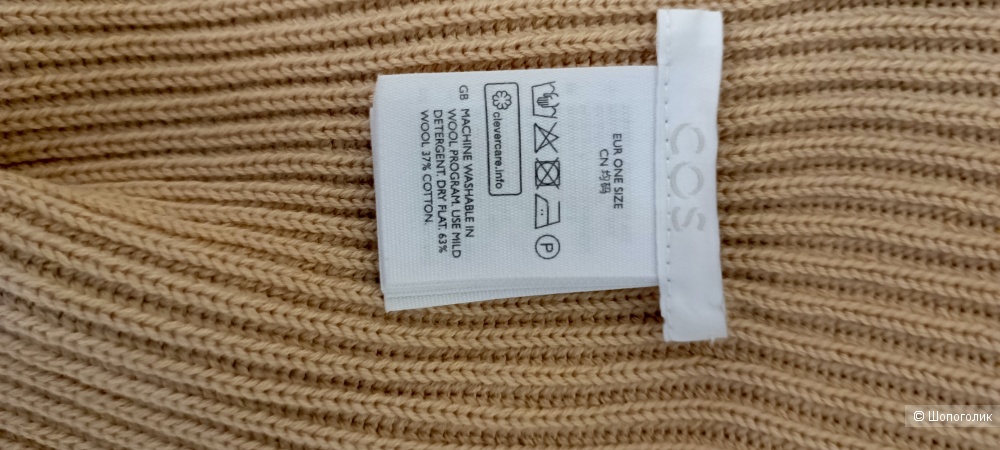 COS
EUR ONE SIZE
CN 均码
P
clevercare.info
GB MACHINE WASHABLE IN
WOOL PROGRAM. USE MILD
DETERGENT. DRY FLAT. 63%
WOOL 37% COTTON.
© Шопоголик